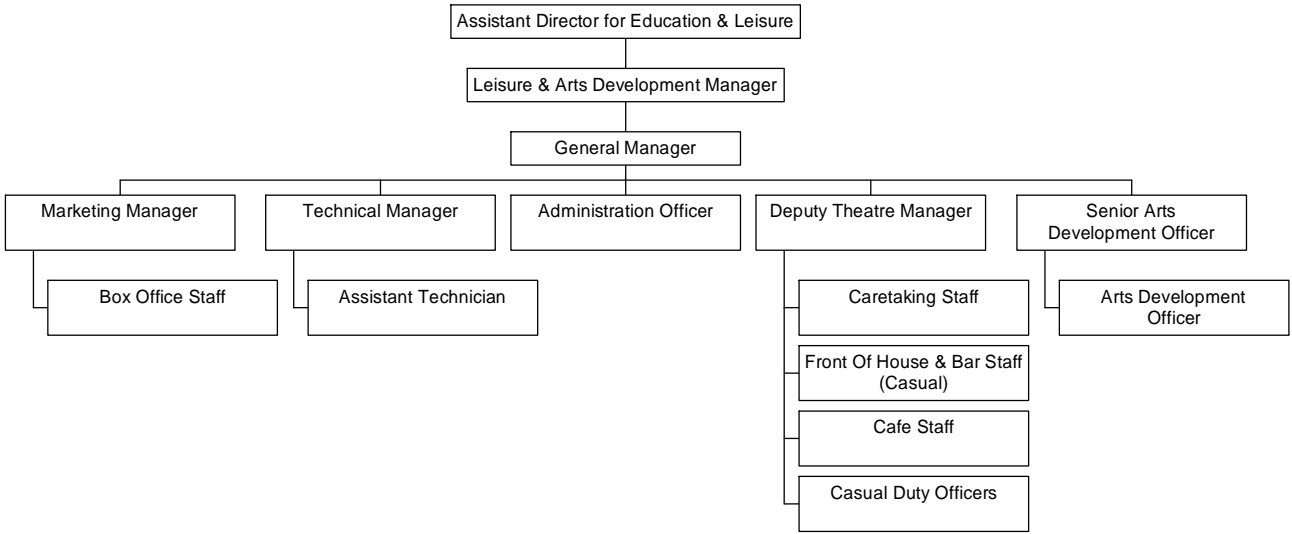 Assistant Director for Education & Leisure
Leisure & Arts Development Manager
General Manager
Marketing Manager
Technical Manager
Administration Officer
Deputy Theatre Manager
Senior Arts
Development Officer
Box Office Staff
Assistant Technician
Caretaking Staff
Arts Development
Officer
Front Of House & Bar Staff
(Casual)
Cafe Staff
Casual Duty Officers